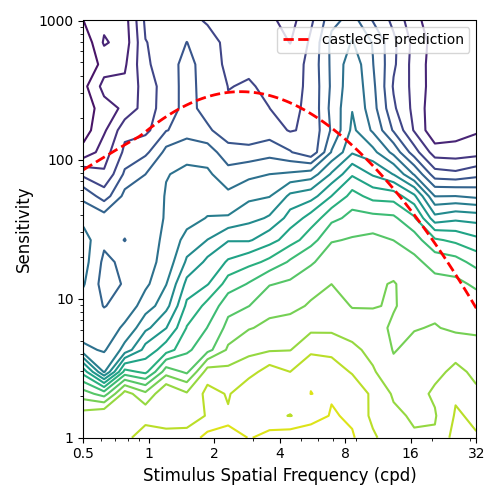 castleCSF prediction
1000
100
10
1
Sensitivity
0.5 1 2 4 8 16 32
Stimulus Spatial Frequency (cpd)